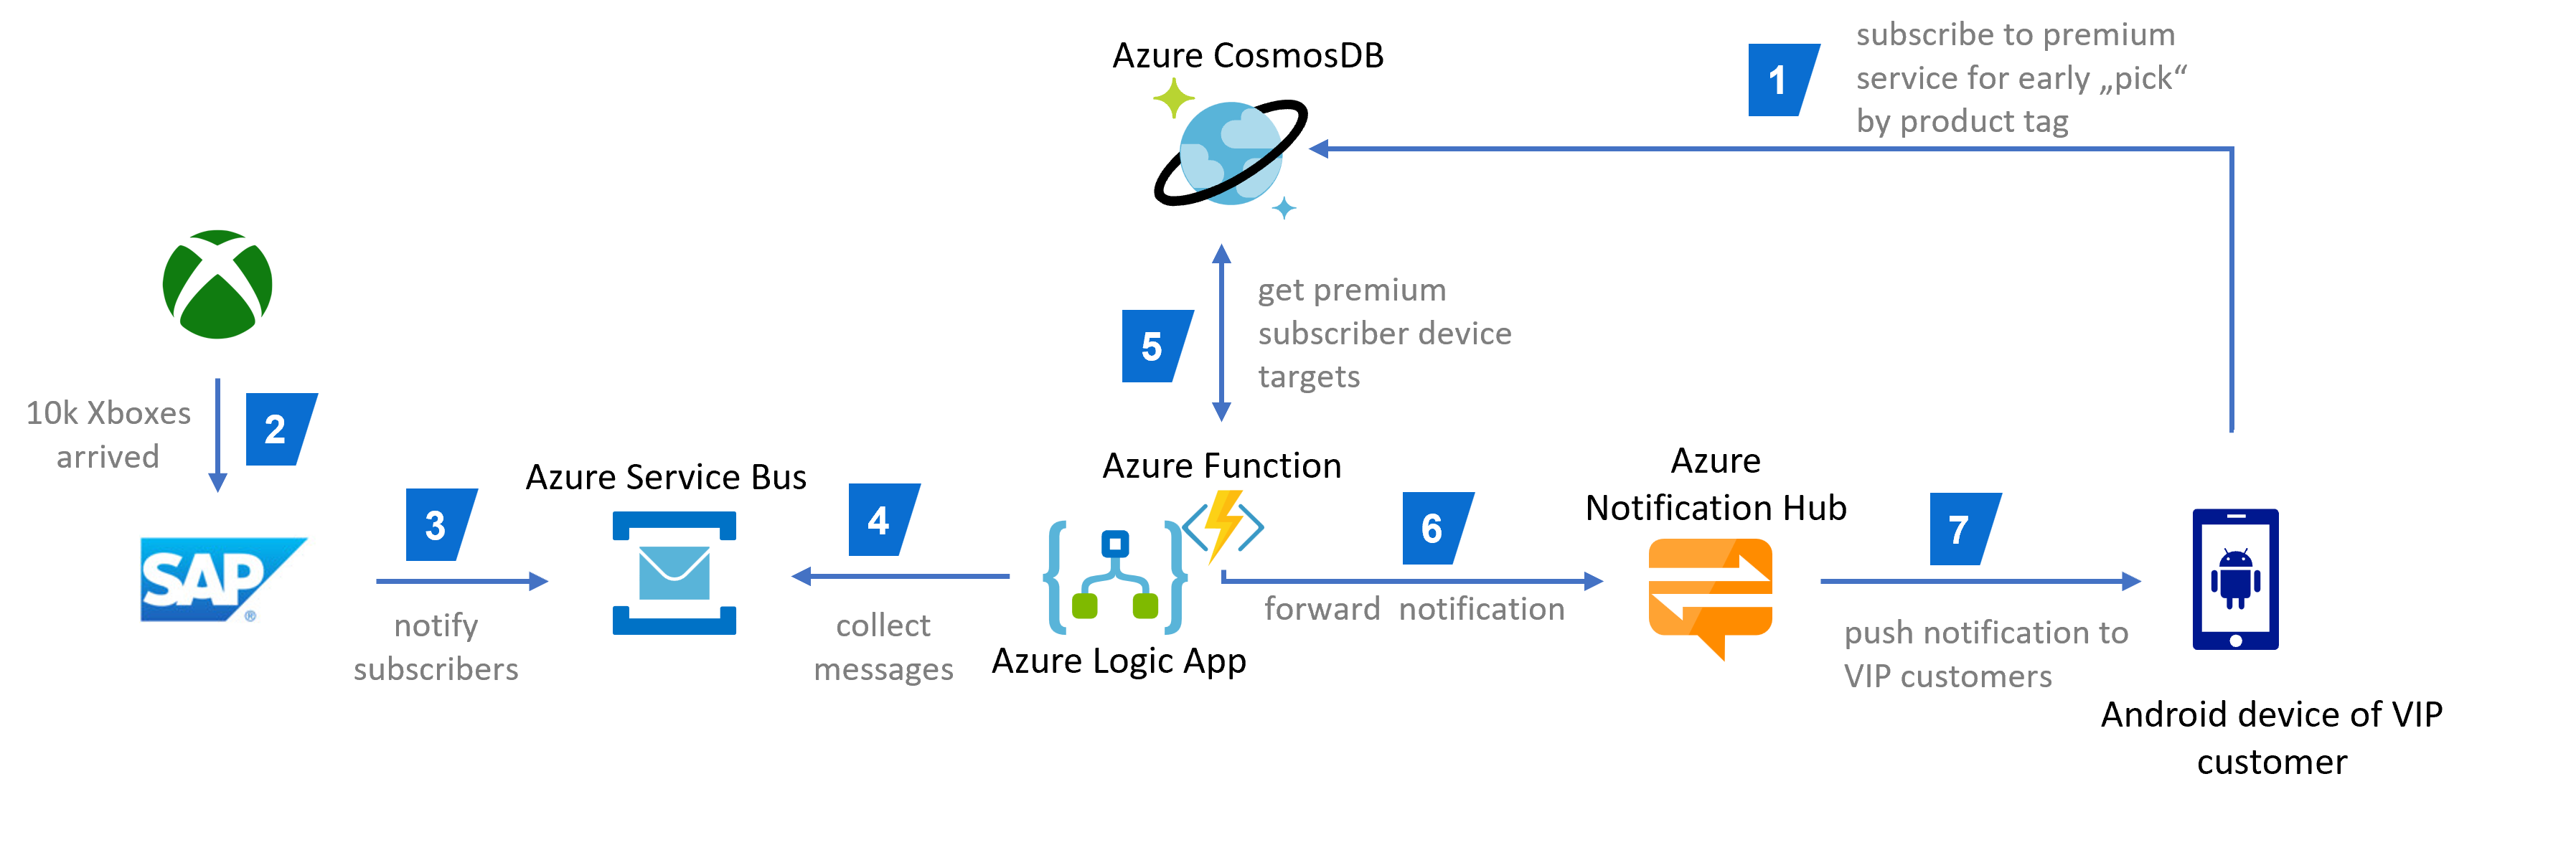 Azure CosmosDB
1
subscribe to premium
service for early „pick“
by product tag
10k Xboxes
arrived
2
5
get premium
subscriber device
targets
SAP
®
3
notify
subscribers
Azure Service Bus
4
collect
messages
Azure Function
Azure Logic App
6
forward notification
Azure
Notification Hub
7
push notification to
VIP customers
Android device of VIP
customer